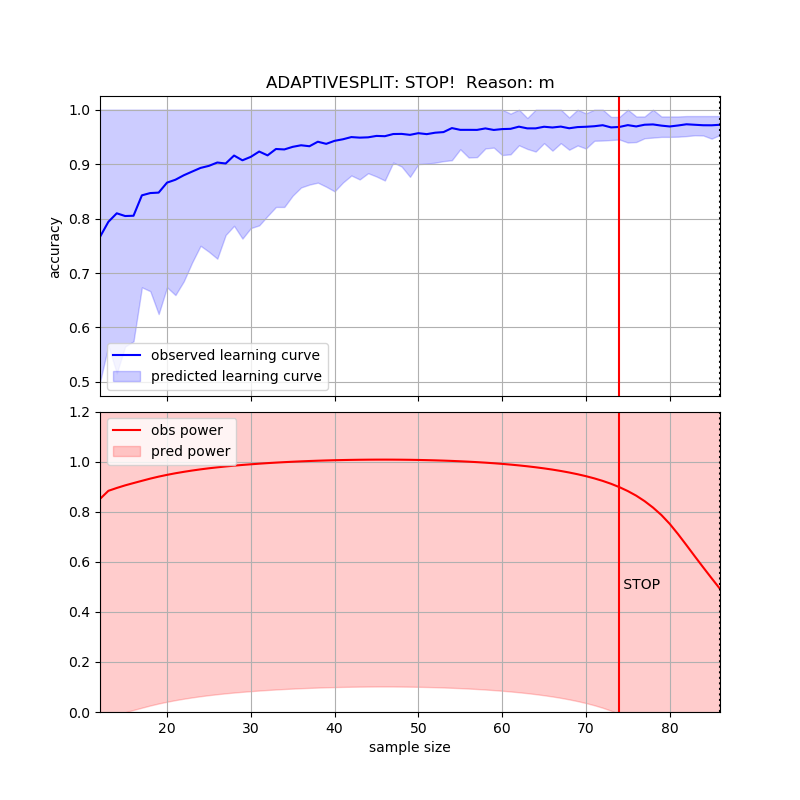 ADAPTIVESPLIT: STOP!  Reason: m
1.0
0.9
0.8
0.7
0.6
0.5
accuracy
observed learning curve
predicted learning curve
1.2
1.0
0.8
0.6
0.4
0.2
0.0
obs power
pred power
STOP
20 30 40 50 60 70 80
sample size